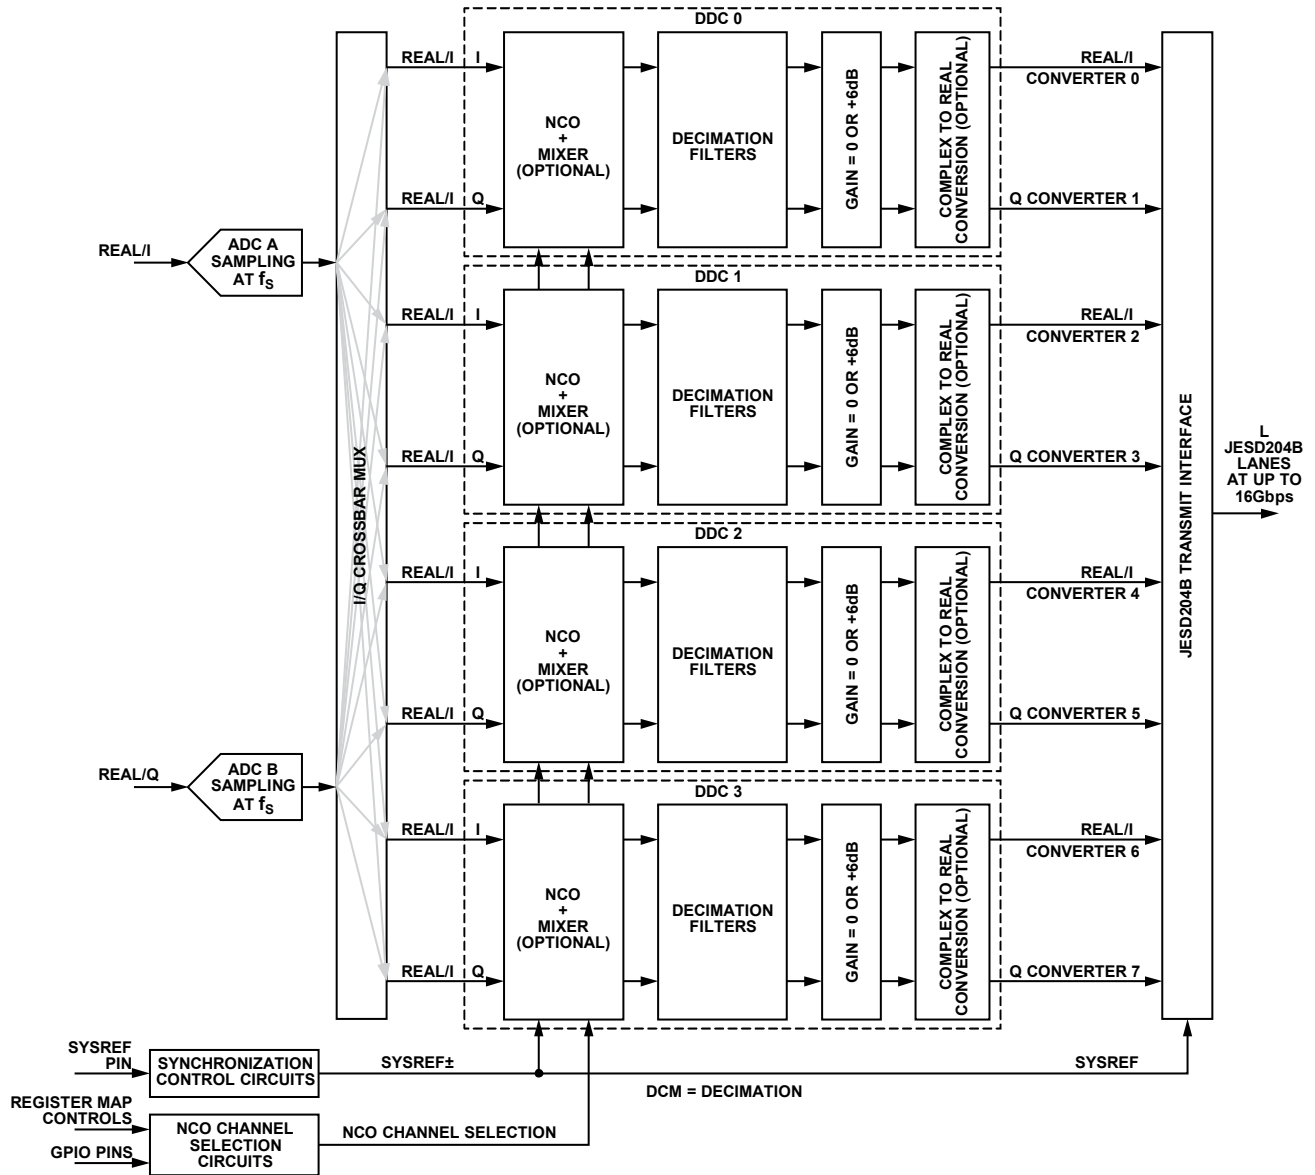 DDC 0
REAL/I
I
REAL/I
Q
NCO
+
MIXER
(OPTIONAL)
DECIMATION
FILTERS
GAIN = 0 OR +6dB
COMPLEX TO REAL
CONVERSION (OPTIONAL)
REAL/I
CONVERTER 0
Q CONVERTER 1
REAL/I
ADC A
SAMPLING
AT fS
DDC 1
REAL/I
I
REAL/I
Q
NCO
+
MIXER
(OPTIONAL)
DECIMATION
FILTERS
GAIN = 0 OR +6dB
COMPLEX TO REAL
CONVERSION (OPTIONAL)
REAL/I
CONVERTER 2
Q CONVERTER 3
I/Q CROSSBAR MUX
JESD204B TRANSMIT INTERFACE
L
JESD204B
LANES
AT UP TO
16Gbps
DDC 2
REAL/I
I
REAL/I
Q
NCO
+
MIXER
(OPTIONAL)
DECIMATION
FILTERS
GAIN = 0 OR +6dB
COMPLEX TO REAL
CONVERSION (OPTIONAL)
REAL/I
CONVERTER 4
Q CONVERTER 5
REAL/Q
ADC B
SAMPLING
AT fS
DDC 3
REAL/I
I
REAL/I
Q
NCO
+
MIXER
(OPTIONAL)
DECIMATION
FILTERS
GAIN = 0 OR +6dB
COMPLEX TO REAL
CONVERSION (OPTIONAL)
REAL/I
CONVERTER 6
Q CONVERTER 7
SYSREF
PIN
SYNCHRONIZATION
CONTROL CIRCUITS
SYSREF±
SYSREF
DCM = DECIMATION
REGISTER MAP
CONTROLS
GPIO PINS
NCO CHANNEL
SELECTION
CIRCUITS
NCO CHANNEL SELECTION